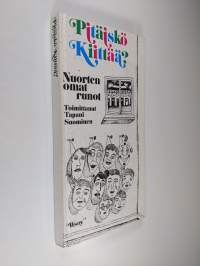 Pitäiskö
Kiittää?
Nuorten
omat
runot
Toimittanut
Tapani
Suominen